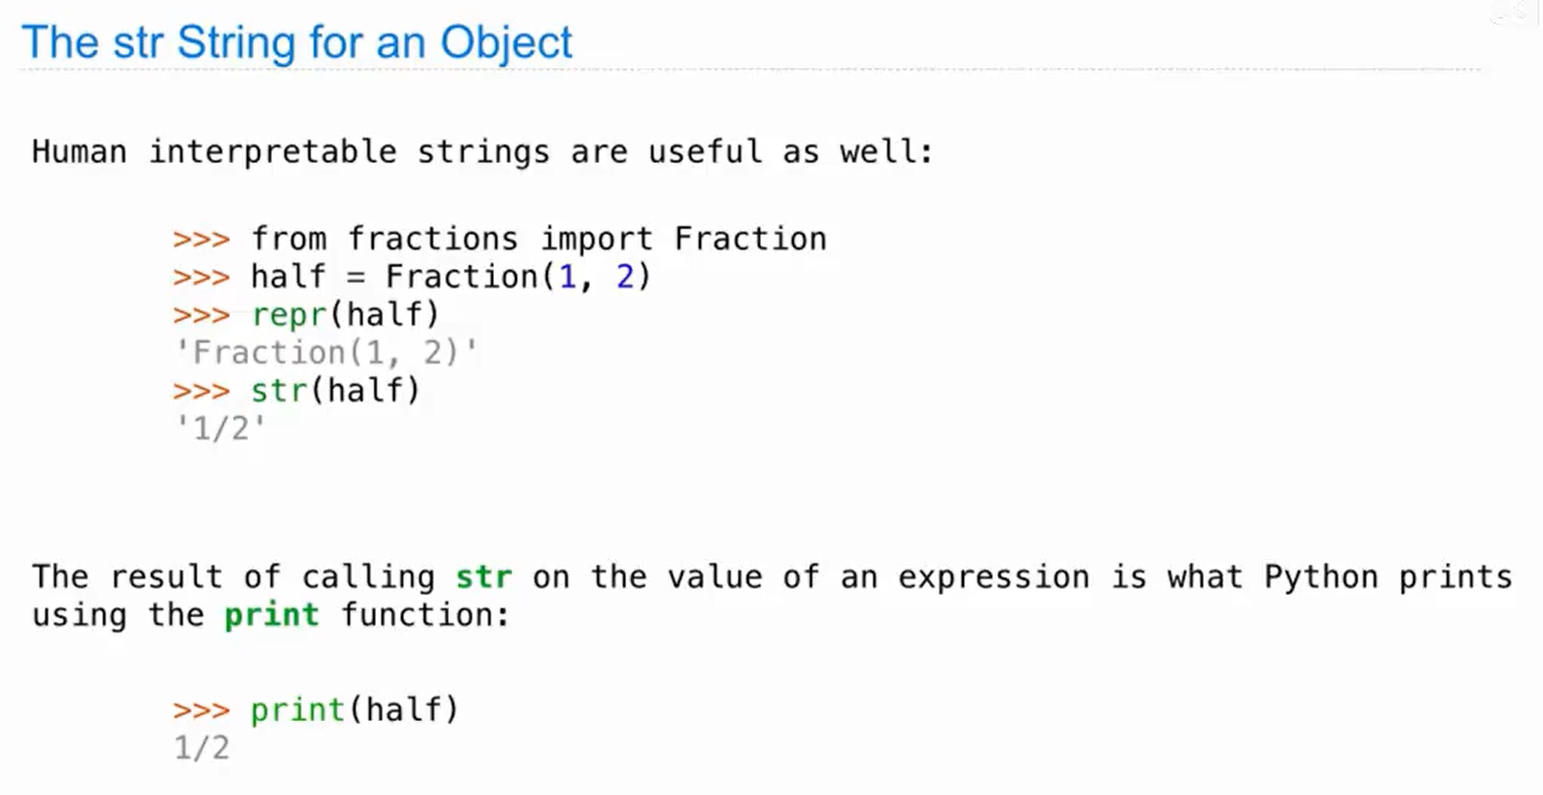 The str String for an Object
Human interpretable strings are useful as well:
>>> from fractions import Fraction
>>> half = Fraction(1, 2)
>>> repr(half)
'Fraction(1, 2)'
>>> str(half)
'1/2'
The result of calling str on the value of an expression is what Python prints
using the print function:
>>> print(half)
1/2